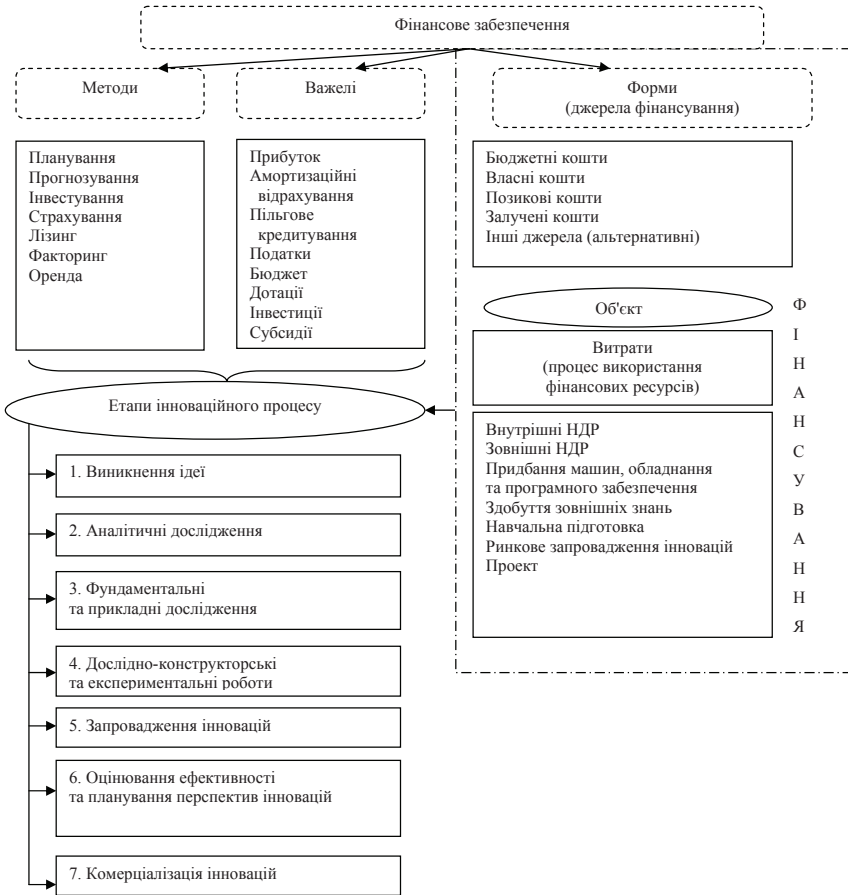 Фінансове забезпечення
Методи
Важелі
Форми
(джерела фінансування)
Планування
Прогнозування
Інвестування
Страхування
Лізинг
Факторинг
Оренда
Прибуток
Амортизаційні
відрахування
Пільгове
кредитування
Податки
Бюджет
Дотації
Інвестиції
Субсидії
Бюджетні кошти
Власні кошти
Позикові кошти
Залучені кошти
Інші джерела (альтернативні)
Об'єкт
Витрати
(процес використання
фінансових ресурсів)
Внутрішні НДР
Зовнішні НДР
Придбання машин, обладнання
та програмного забезпечення
Здобуття зовнішніх знань
Навчальна підготовка
Ринкове запровадження інновацій
Проект
Ф
І
Н
А
Н
С
У
В
А
Н
Н
Я
Етапи інноваційного процесу
1. Виникнення ідеї
2. Аналітичні дослідження
3. Фундаментальні
та прикладні дослідження
4. Дослідно-конструкторські
та експериментальні роботи
5. Запровадження інновацій
6. Оцінювання ефективності
та планування перспектив інновацій
7. Комерціалізація інновацій